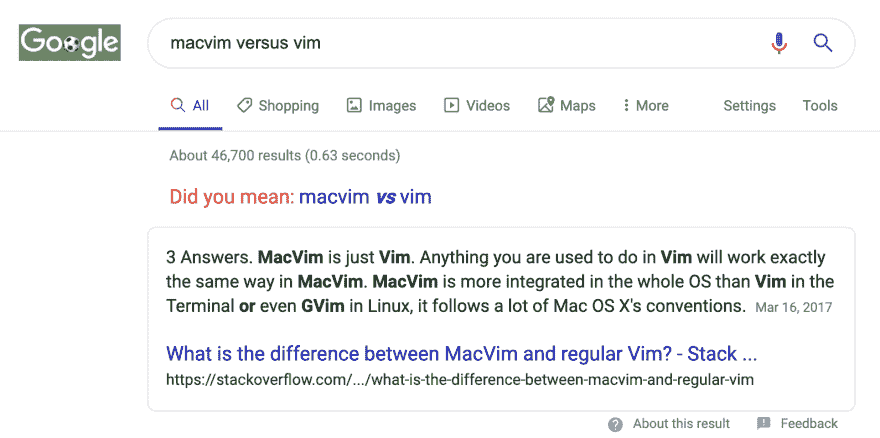 Google
macvim versus vim
All Shopping Images Videos Maps More Settings Tools
About 46,700 results (0.63 seconds)
Did you mean: macvim vs vim
3 Answers. MacVim is just Vim. Anything you are used to do in Vim will work exactly
the same way in MacVim. MacVim is more integrated in the whole OS than Vim in the
Terminal or even GVim in Linux, it follows a lot of Mac OS X's conventions. Mar 16, 2017
What is the difference between MacVim and regular Vim? - Stack ...
https://stackoverflow.com/.../what-is-the-difference-between-macvim-and-regular-vim
About this result Feedback